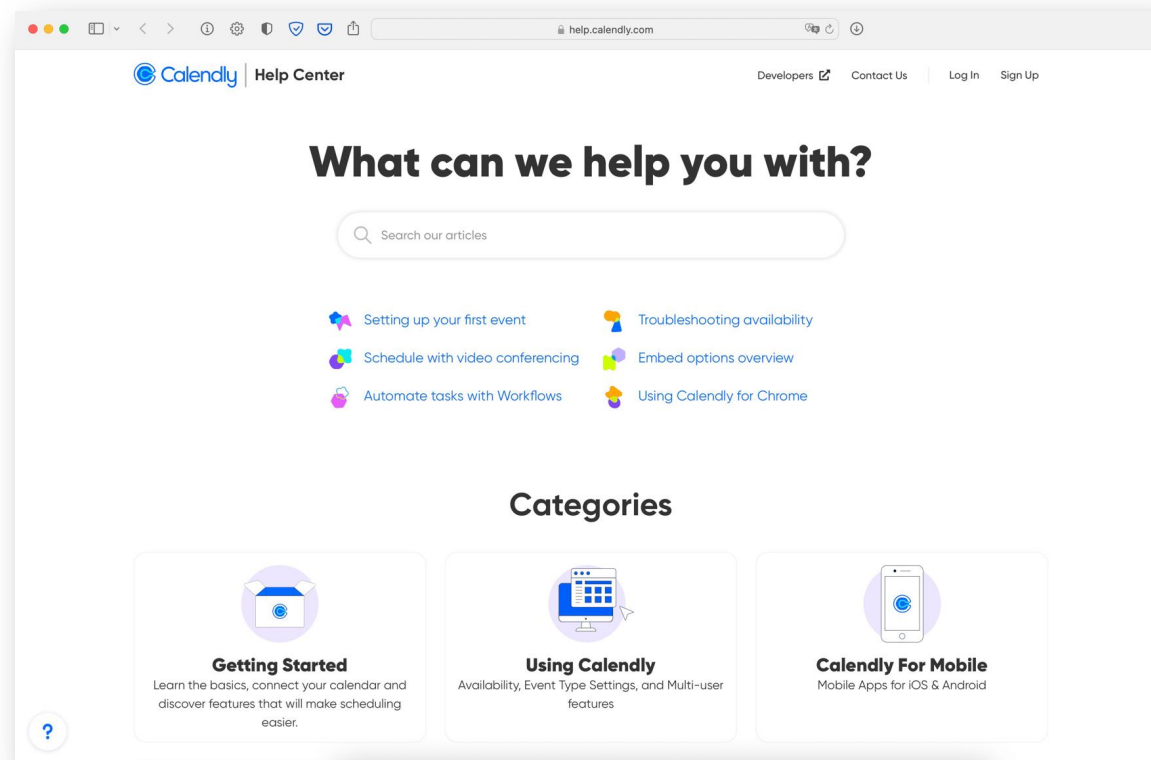 help.calendly.com
Calendly | Help Center
Developers Contact Us Log In Sign Up
What can we help you with?
Search our articles
Setting up your first event
Troubleshooting availability
Schedule with video conferencing
Embed options overview
Automate tasks with Workflows
Using Calendly for Chrome
Categories
Getting Started
Learn the basics, connect your calendar and
discover features that will make scheduling
easier.
Using Calendly
Availability, Event Type Settings, and Multi-user
features
Calendly For Mobile
Mobile Apps for iOS & Android
?